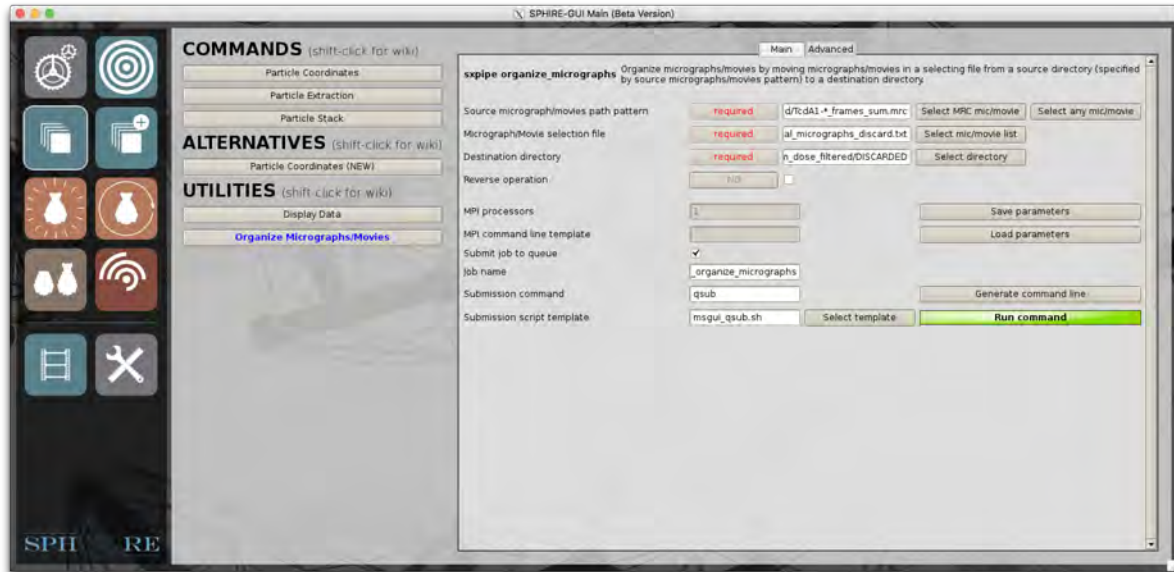 SPHIRE-GUI Main (Beta Version)
COMMANDS (shift-click for wiki)
Particle Coordinates
Particle Extraction
Particle Stack
ALTERNATIVES (shift-click for wiki)
Particle Coordinates (NEW)
UTILITIES (shift-click for wiki)
Display Data
Organize Micrographs/Movies
Main Advanced
sxpipe organize_micrographs Organize micrographs/movies by moving micrographs/movies in a selecting file from a source directory (specified
by source micrographs/movies pattern) to a destination directory.
Source micrograph/movies path pattern required d/TcdA1-*_frames_sum.mrc Select MRC mic/movie Select any mic/movie
Micrograph/Movie selection file required al_micrographs_discard.txt Select mic/movie list
Destination directory required n_dose_filtered/DISCARDED Select directory
Reverse operation NO
MPI processors 1 Save parameters
MPI command line template Load parameters
Submit job to queue
Job name _organize_micrographs
Submission command qsub Generate command line
Submission script template msgui_qsub.sh Select template Run command
SPH RE